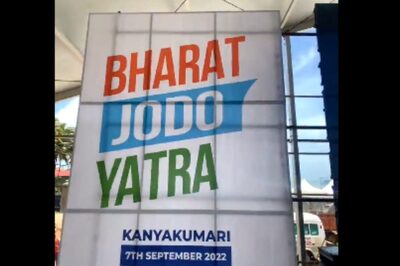 BHARAT
JODO
YATRA
KANYAKUMARI
7TH SEPTEMBER 2022